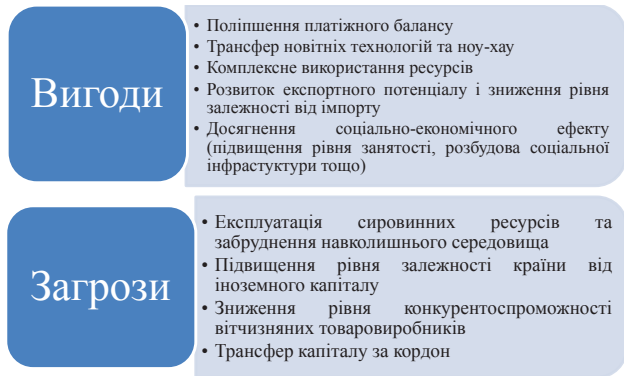 Вигоди
• Поліпшення платіжного балансу
• Трансфер новітніх технологій та ноу-хау
• Комплексне використання ресурсів
• Розвиток експортного потенціалу і зниження рівня
залежності від імпорту
• Досягнення соціально-економічного ефекту
(підвищення рівня занятості, розбудова соціальної
інфрастуктури тощо)
Загрози
• Експлуатація сировинних ресурсів та
забруднення навколишнього середовища
• Підвищення рівня залежності країни від
іноземного капіталу
• Зниження рівня конкурентоспроможності
вітчизняних товаровиробників
• Трансфер капіталу за кордон